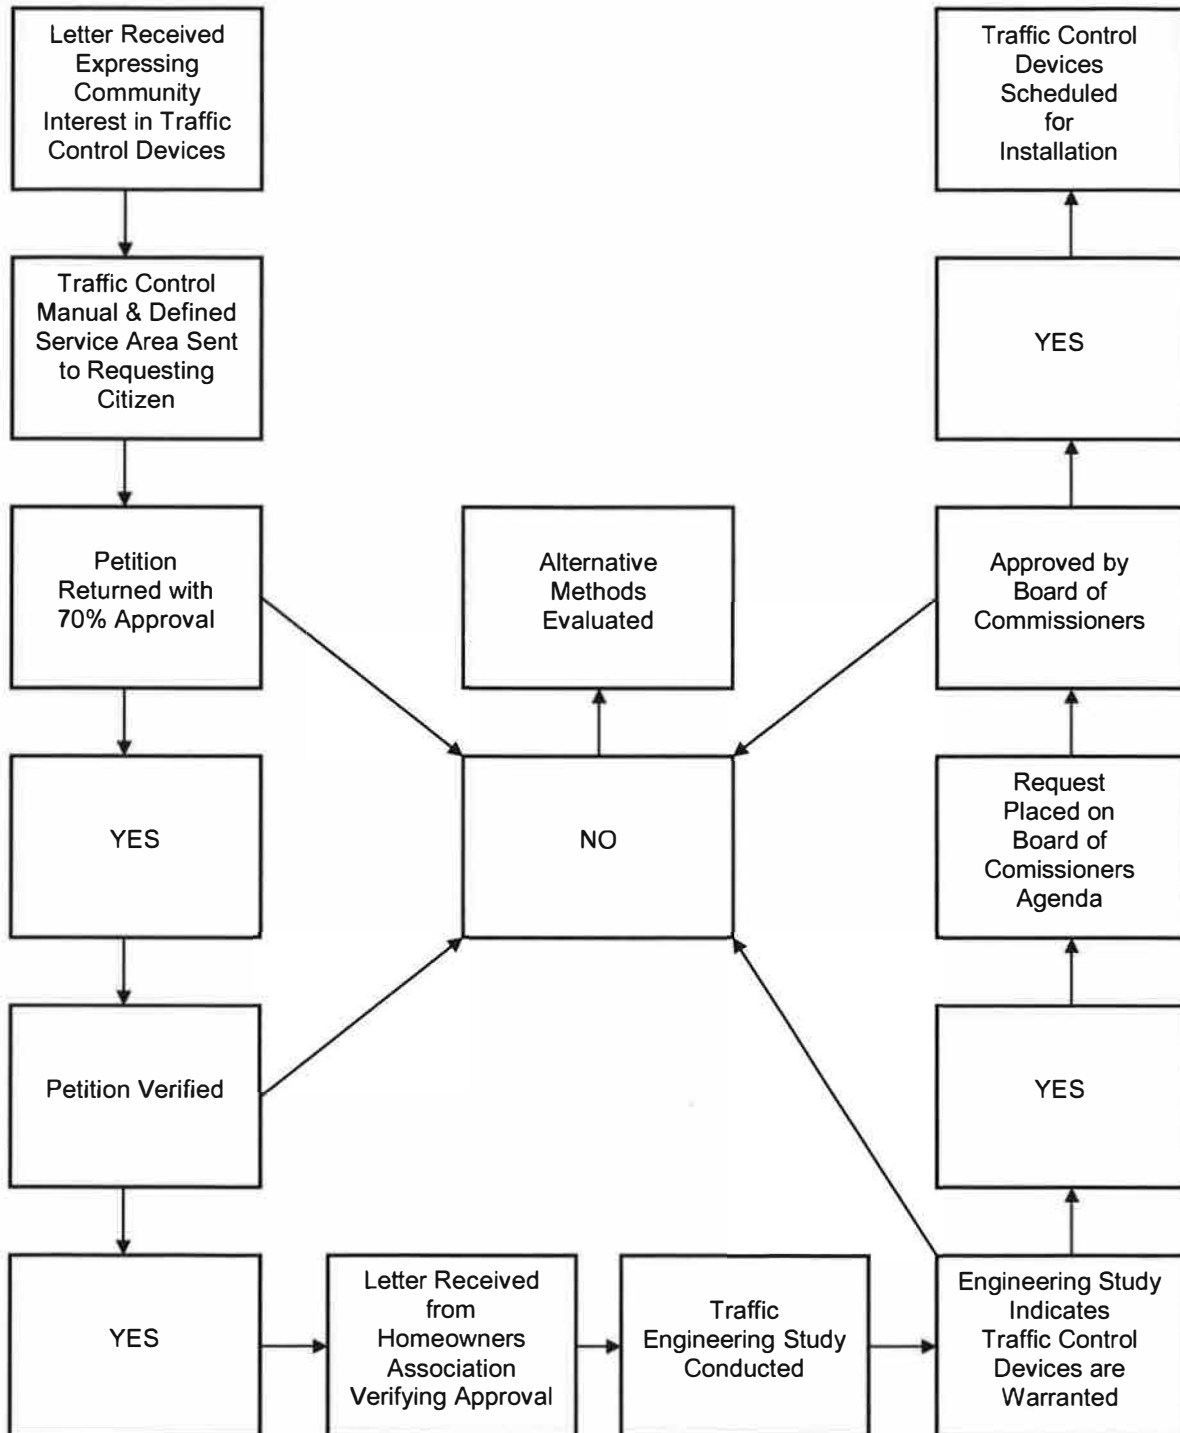 Letter Received
Expressing
Community
Interest in Traffic
Control Devices
Traffic Control
Manual & Defined
Service Area Sent
to Requesting
Citizen
Petition
Returned with
70% Approval
YES
Petition Verified
YES
Letter Received
from
Homeowners
Association
Verifying Approval
Traffic
Engineering Study
Conducted
Engineering Study
Indicates
Traffic Control
Devices are
Warranted
YES
Request
Placed on
Board of
Comissioners
Agenda
Approved by
Board of
Commissioners
YES
Traffic Control
Devices
Scheduled
for
Installation
NO
Alternative
Methods
Evaluated